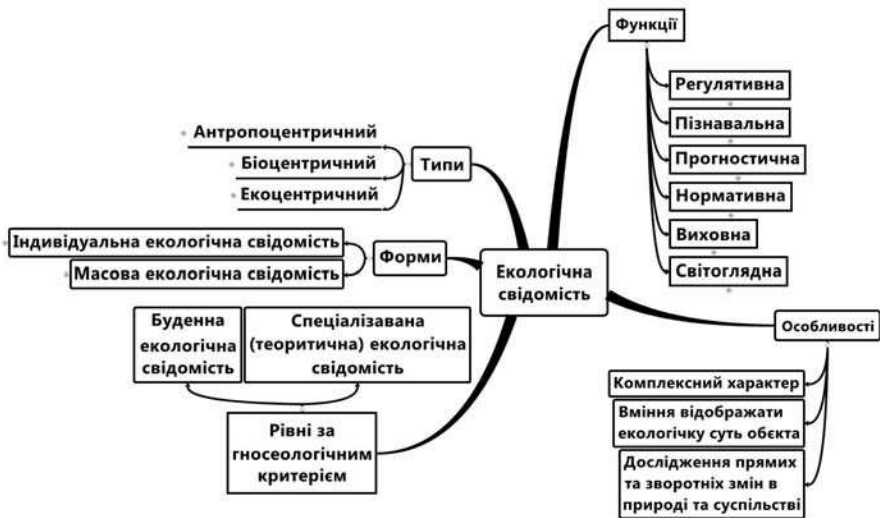 Функції
Регулятивна
Пізнавальна
Прогностична
Нормативна
Виховна
Світоглядна
Антропоцентричний
Біоцентричний
Екоцентричний
Типи
Індивідуальна екологічна свідомість
Масова екологічна свідомість
Форми
Екологічна
свідомість
Буденна
екологічна
свідомість
Спеціалізавана
(теоритична) екологічна
свідомість
Рівні за
гносеологічним
критерієм
Особливості
Комплексний характер
Вміння відображати
екологічку суть обєкта
Дослідження прямих
та зворотніх змін в
природі та суспільстві